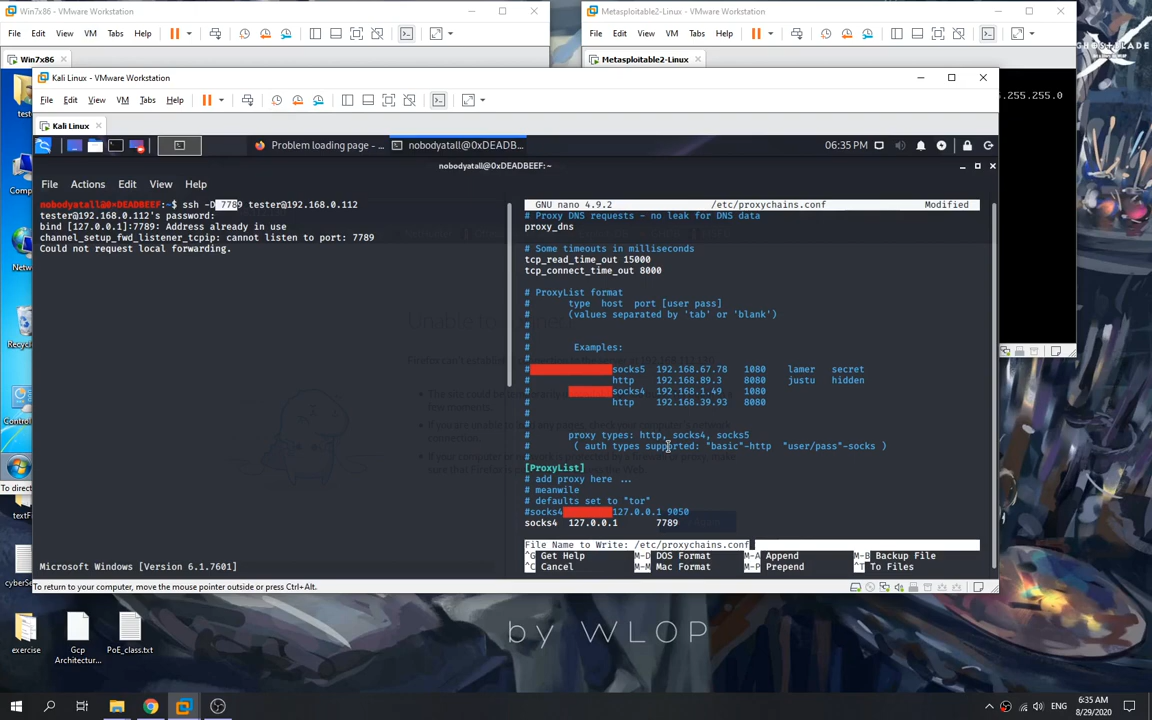 Win7x86 - VMware Workstation
File Edit View VM Tabs Help
Win7x86
Metasploitable2-Linux - VMware Workstation
File Edit View VM Tabs Help
Metasploitable2-Linux
.255.255.0
Kali Linux - VMware Workstation
File Edit View VM Tabs Help
Kali Linux
Problem loading page - ...
nobodyatall@0xDEADB...
06:35 PM
nobodyatall@0xDEADBEEF:~
File Actions Edit View Help
nobodyatall@0xDEADBEEF:~$ ssh -D 7789 tester@192.168.0.112
tester@192.168.0.112's password:
bind [127.0.0.1]:7789: Address already in use
channel_setup_fwd_listener_tcpip: cannot listen to port: 7789
Could not request local forwarding.
Microsoft Windows [Version 6.1.7601]
GNU nano 4.9.2 /etc/proxychains.conf Modified
# Proxy DNS requests - no leak for DNS data
proxy_dns
# Some timeouts in milliseconds
tcp_read_time_out 15000
tcp_connect_time_out 8000
# ProxyList format
# type host port [user pass]
# (values separated by 'tab' or 'blank')
#
#
# Examples:
#
# socks5 192.168.67.78 1080 lamer secret
# http 192.168.89.3 8080 justu hidden
# socks4 192.168.1.49 1080
# http 192.168.39.93 8080
#
#
# proxy types: http, socks4, socks5
# ( auth types supported: "basic"-http "user/pass"-socks )
#
[ProxyList]
# add proxy here ...
# meanwile
# defaults set to "tor"
#socks4 127.0.0.1 9050
socks4 127.0.0.1 7789
File Name to Write: /etc/proxychains.conf
^G Get Help M-D DOS Format M-A Append M-B Backup File
^C Cancel M-M Mac Format M-P Prepend ^T To Files
To return to your computer, move the mouse pointer outside or press Ctrl+Alt.
test
Comp
Netw
Recyc
Control
To direct
textF
cyberSe
exercise
Gcp
Architectur...
PoE_class.txt
by WLOP
ENG
6:35 AM
8/29/2020